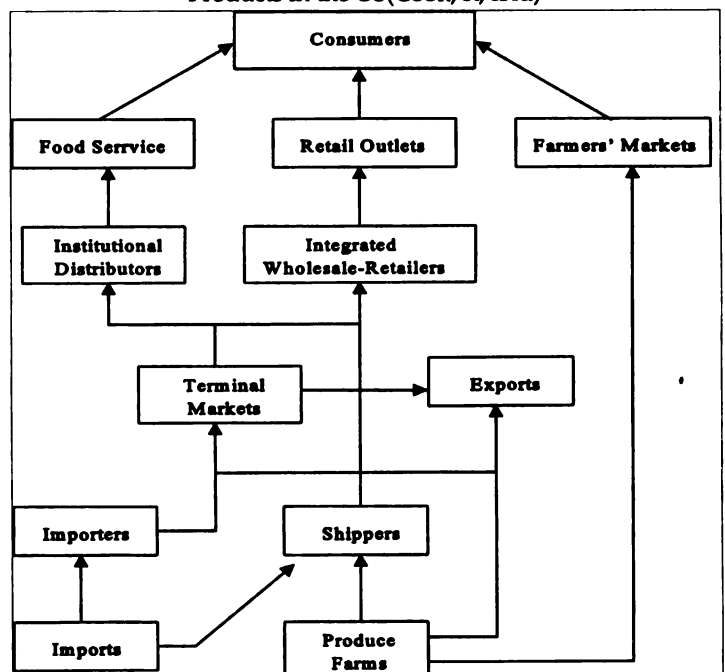 Consumers
Food Serrvice
Retail Outlets
Farmers' Markets
Institutional
Distributors
Integrated
Wholesale-Retailers
Terminal
Markets
Exports
Importers
Shippers
Imports
Produce
Farms